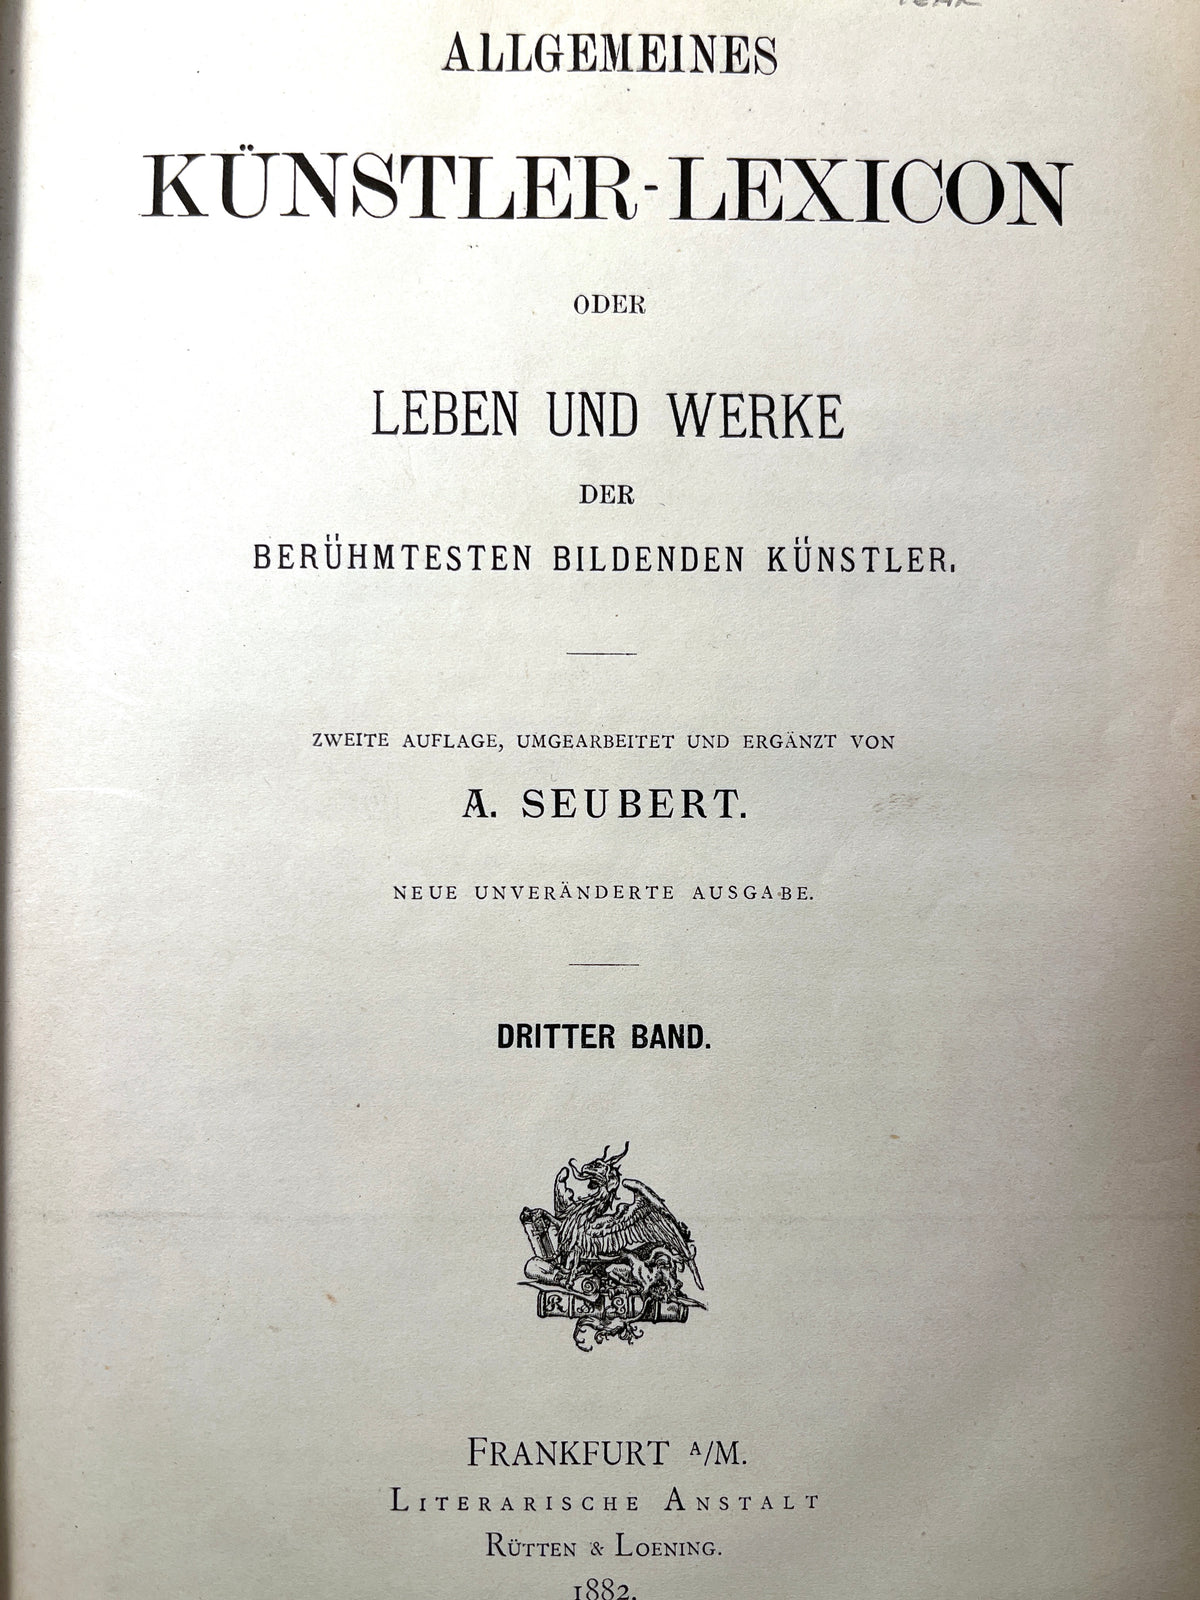 ALLGEMEINES
KÜNSTLER-LEXICON
ODER
LEBEN UND WERKE
DER
BERÜHMTESTEN BILDENDEN KÜNSTLER.
ZWEITE AUFLAGE, UMGEARBEITET UND ERGÄNZT VON
A. SEUBERT.
NEUE UNVERÄNDERTE AUSGABE.
DRITTER BAND.
FRANKFURT A/M.
LITERARISCHE ANSTALT
RÜTTEN & LOENING.
1882.